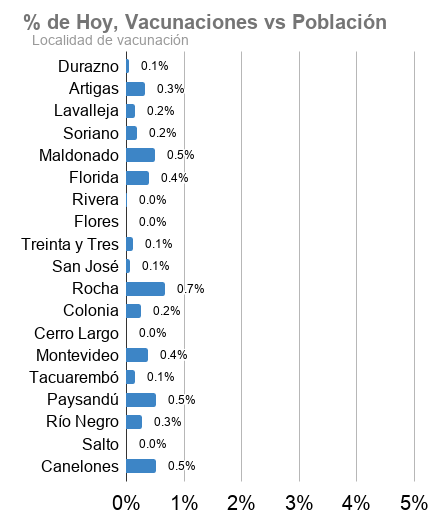 % de Hoy, Vacunaciones vs Población
Localidad de vacunación
Durazno 0.1%
Artigas 0.3%
Lavalleja 0.2%
Soriano 0.2%
Maldonado 0.5%
Florida 0.4%
Rivera 0.0%
Flores 0.0%
Treinta y Tres 0.1%
San José 0.1%
Rocha 0.7%
Colonia 0.2%
Cerro Largo 0.0%
Montevideo 0.4%
Tacuarembó 0.1%
Paysandú 0.5%
Río Negro 0.3%
Salto 0.0%
Canelones 0.5%
0% 1% 2% 3% 4% 5%